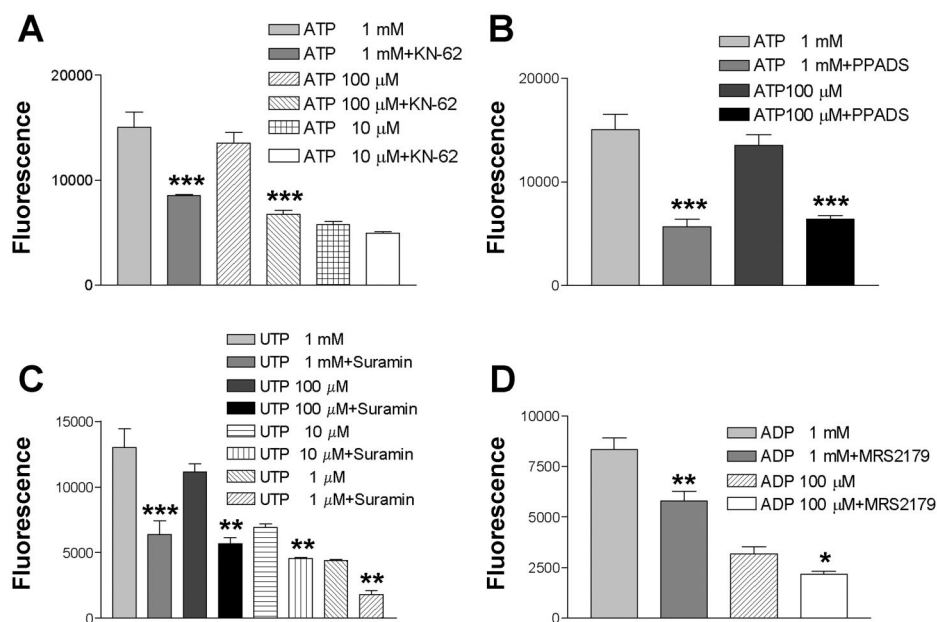 A
ATP 1 mM
ATP 1 mM+KN-62
ATP 100 μM
ATP 100 μM+KN-62
ATP 10 μM
ATP 10 μM+KN-62
Fluorescence
20000
10000
0
***
***
B
ATP 1 mM
ATP 1 mM+PPADS
ATP100 μM
ATP100 μM+PPADS
Fluorescence
20000
10000
0
***
***
C
UTP 1 mM
UTP 1 mM+Suramin
UTP 100 μM
UTP 100 μM+Suramin
UTP 10 μM
UTP 10 μM+Suramin
UTP 1 μM
UTP 1 μM+Suramin
Fluorescence
15000
10000
5000
0
***
**
**
**
D
ADP 1 mM
ADP 1 mM+MRS2179
ADP 100 μM
ADP 100 μM+MRS2179
Fluorescence
10000
7500
5000
2500
0
**
*